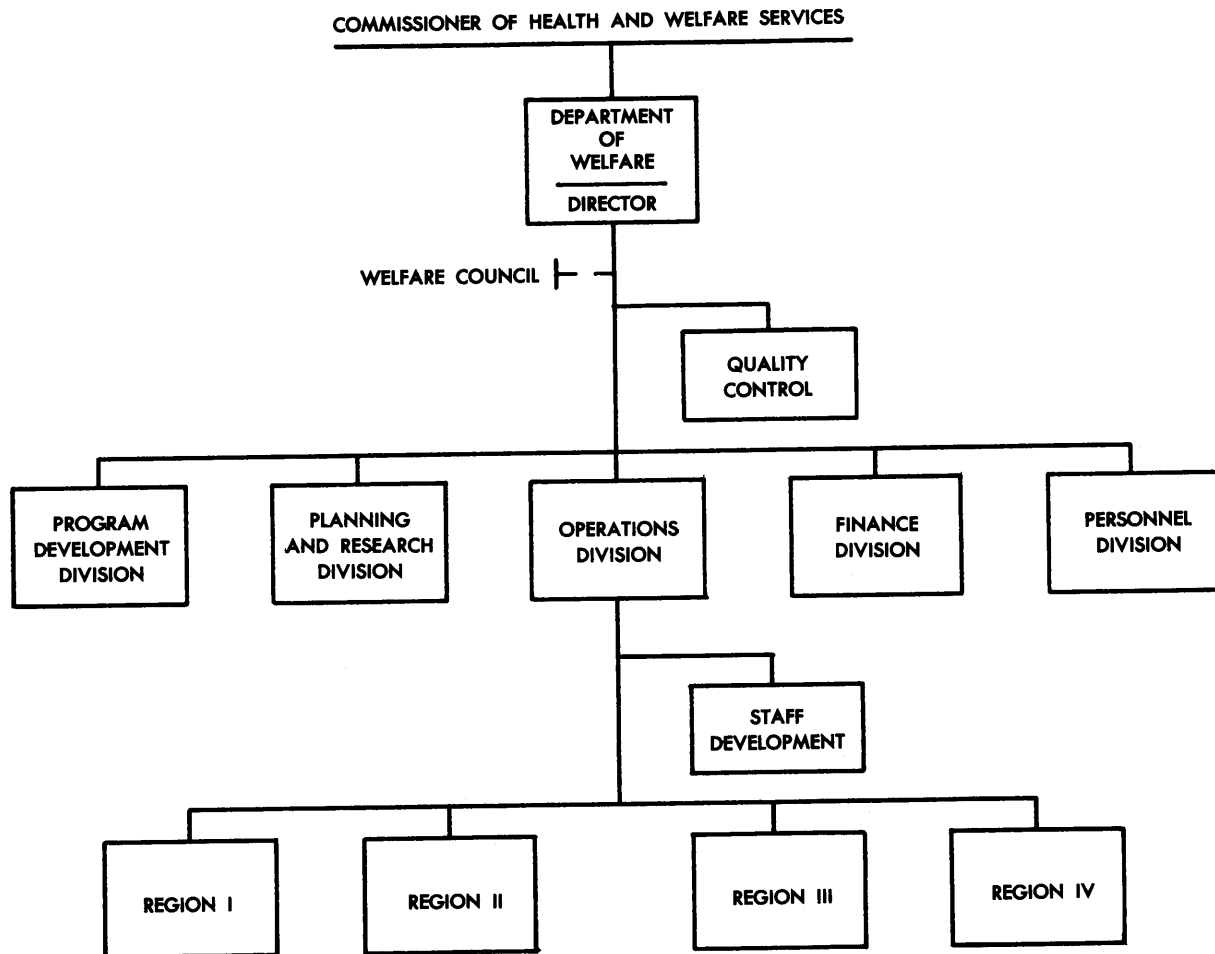 COMMISSIONER OF HEALTH AND WELFARE SERVICES
DEPARTMENT
OF
WELFARE
DIRECTOR
WELFARE COUNCIL
QUALITY
CONTROL
PROGRAM
DEVELOPMENT
DIVISION
PLANNING
AND RESEARCH
DIVISION
OPERATIONS
DIVISION
FINANCE
DIVISION
PERSONNEL
DIVISION
STAFF
DEVELOPMENT
REGION I
REGION II
REGION III
REGION IV